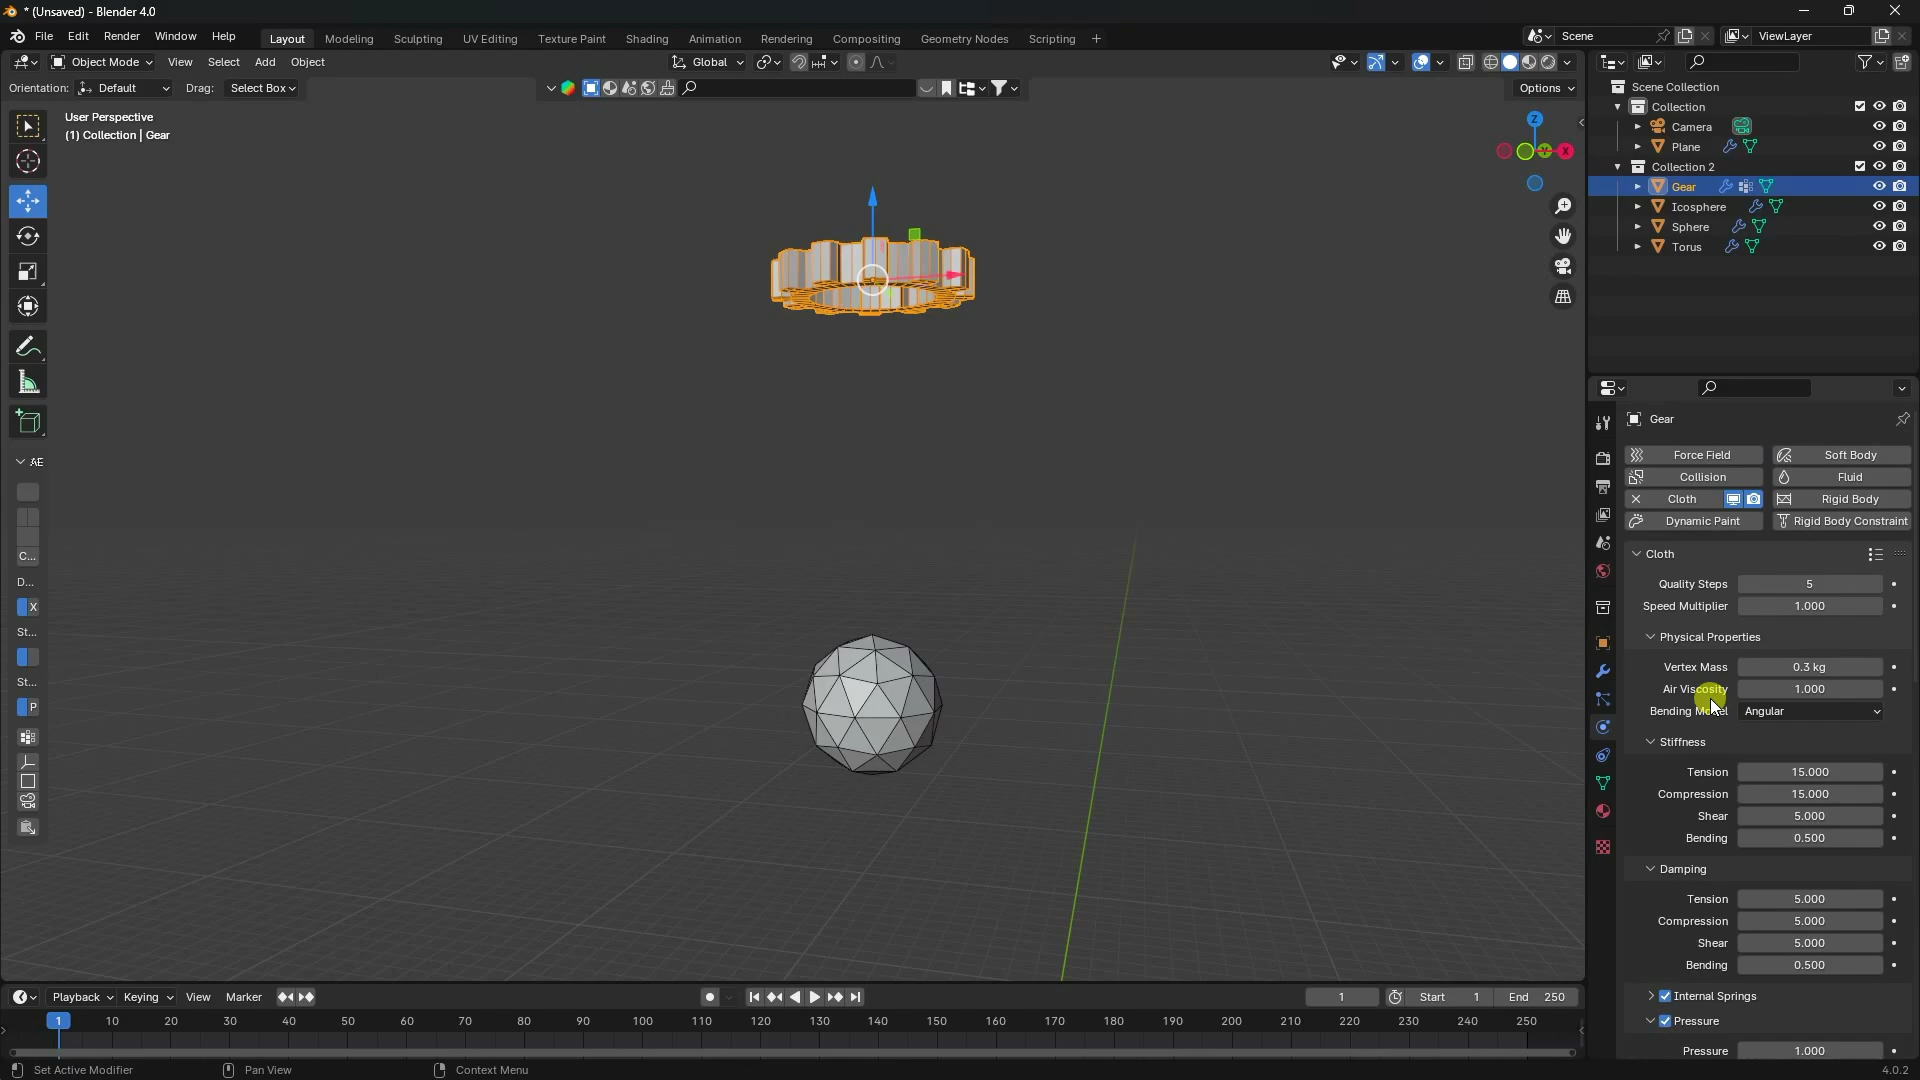 * (Unsaved) - Blender 4.0
File Edit Render Window Help
Layout Modeling Sculpting UV Editing Texture Paint Shading Animation Rendering Compositing Geometry Nodes Scripting +
Scene
ViewLayer
Object Mode View Select Add Object
Global
Orientation: Default Drag: Select Box
Options
User Perspective
(1) Collection | Gear
Z
Y
X
Scene Collection
Collection
Camera
Plane
Collection 2
Gear
Icosphere
Sphere
Torus
AE
C...
D...
X
St...
St...
P
Gear
Force Field Soft Body
Collision Fluid
Cloth Rigid Body
Dynamic Paint Rigid Body Constraint
Cloth
Quality Steps 5
Speed Multiplier 1.000
Physical Properties
Vertex Mass 0.3 kg
Air Viscosity 1.000
Bending Model Angular
Stiffness
Tension 15.000
Compression 15.000
Shear 5.000
Bending 0.500
Damping
Tension 5.000
Compression 5.000
Shear 5.000
Bending 0.500
Internal Springs
Pressure
Pressure 1.000
Playback Keying View Marker
1 Start 1 End 250
1 10 20 30 40 50 60 70 80 90 100 110 120 130 140 150 160 170 180 190 200 210 220 230 240 250
Set Active Modifier Pan View Context Menu
4.0.2